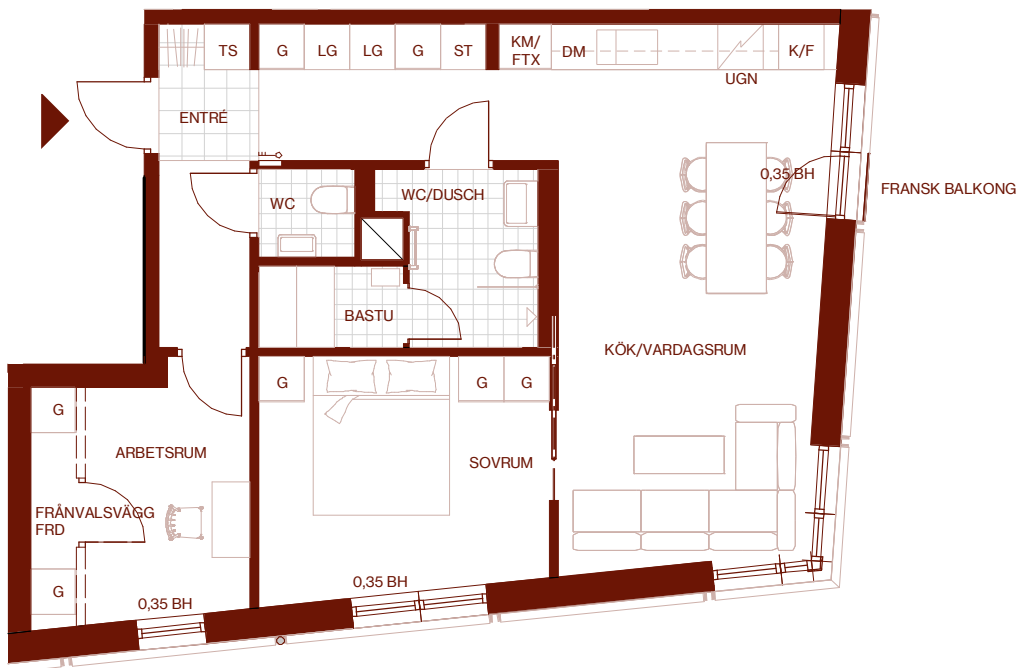 TS
G
LG
LG
G
ST
KM/
FTX
DM
UGN
K/F
ENTRÉ
WC
WC/DUSCH
0,35 BH
FRANSK BALKONG
BASTU
KÖK/VARDAGSRUM
G
G
G
G
ARBETSRUM
SOVRUM
FRÅNVALSVÄGG
FRD
G
0,35 BH
0,35 BH